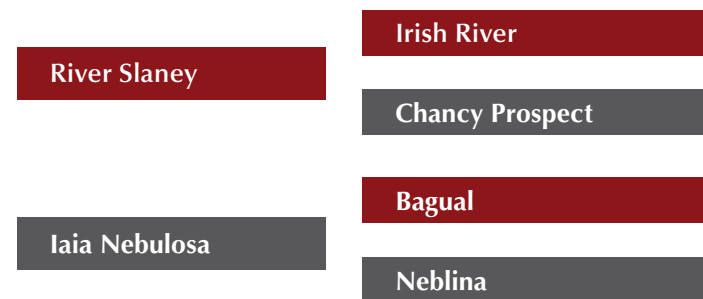 River Slaney
Iaia Nebulosa
Irish River
Chancy Prospect
Bagual
Neblina